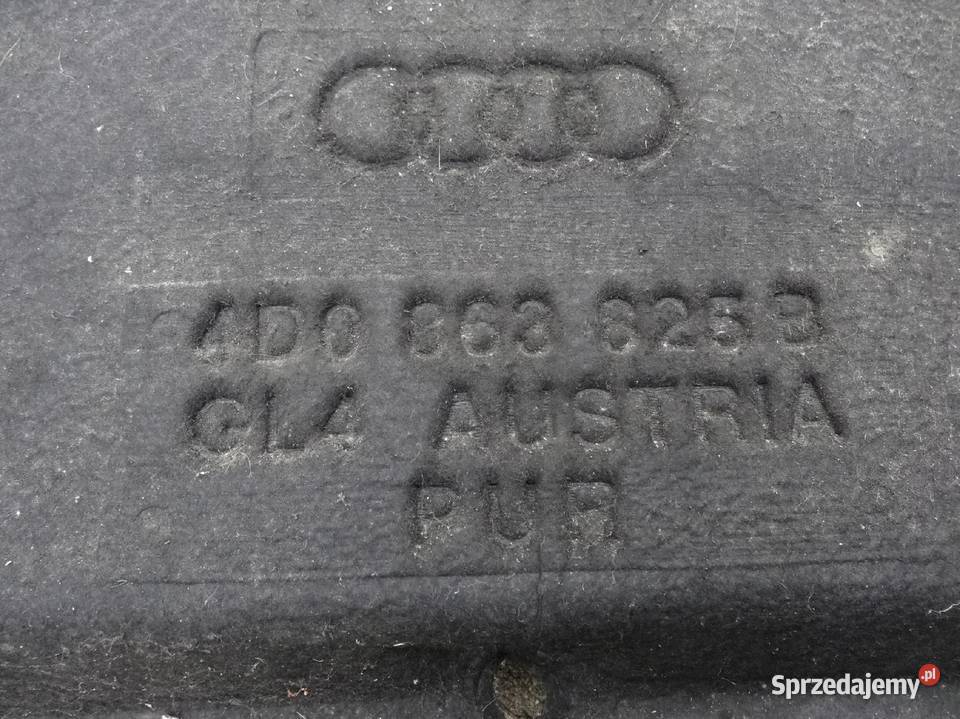 4D0 863 825 B
GL4 AUSTRIA
PUR
Sprzedajemy.pl